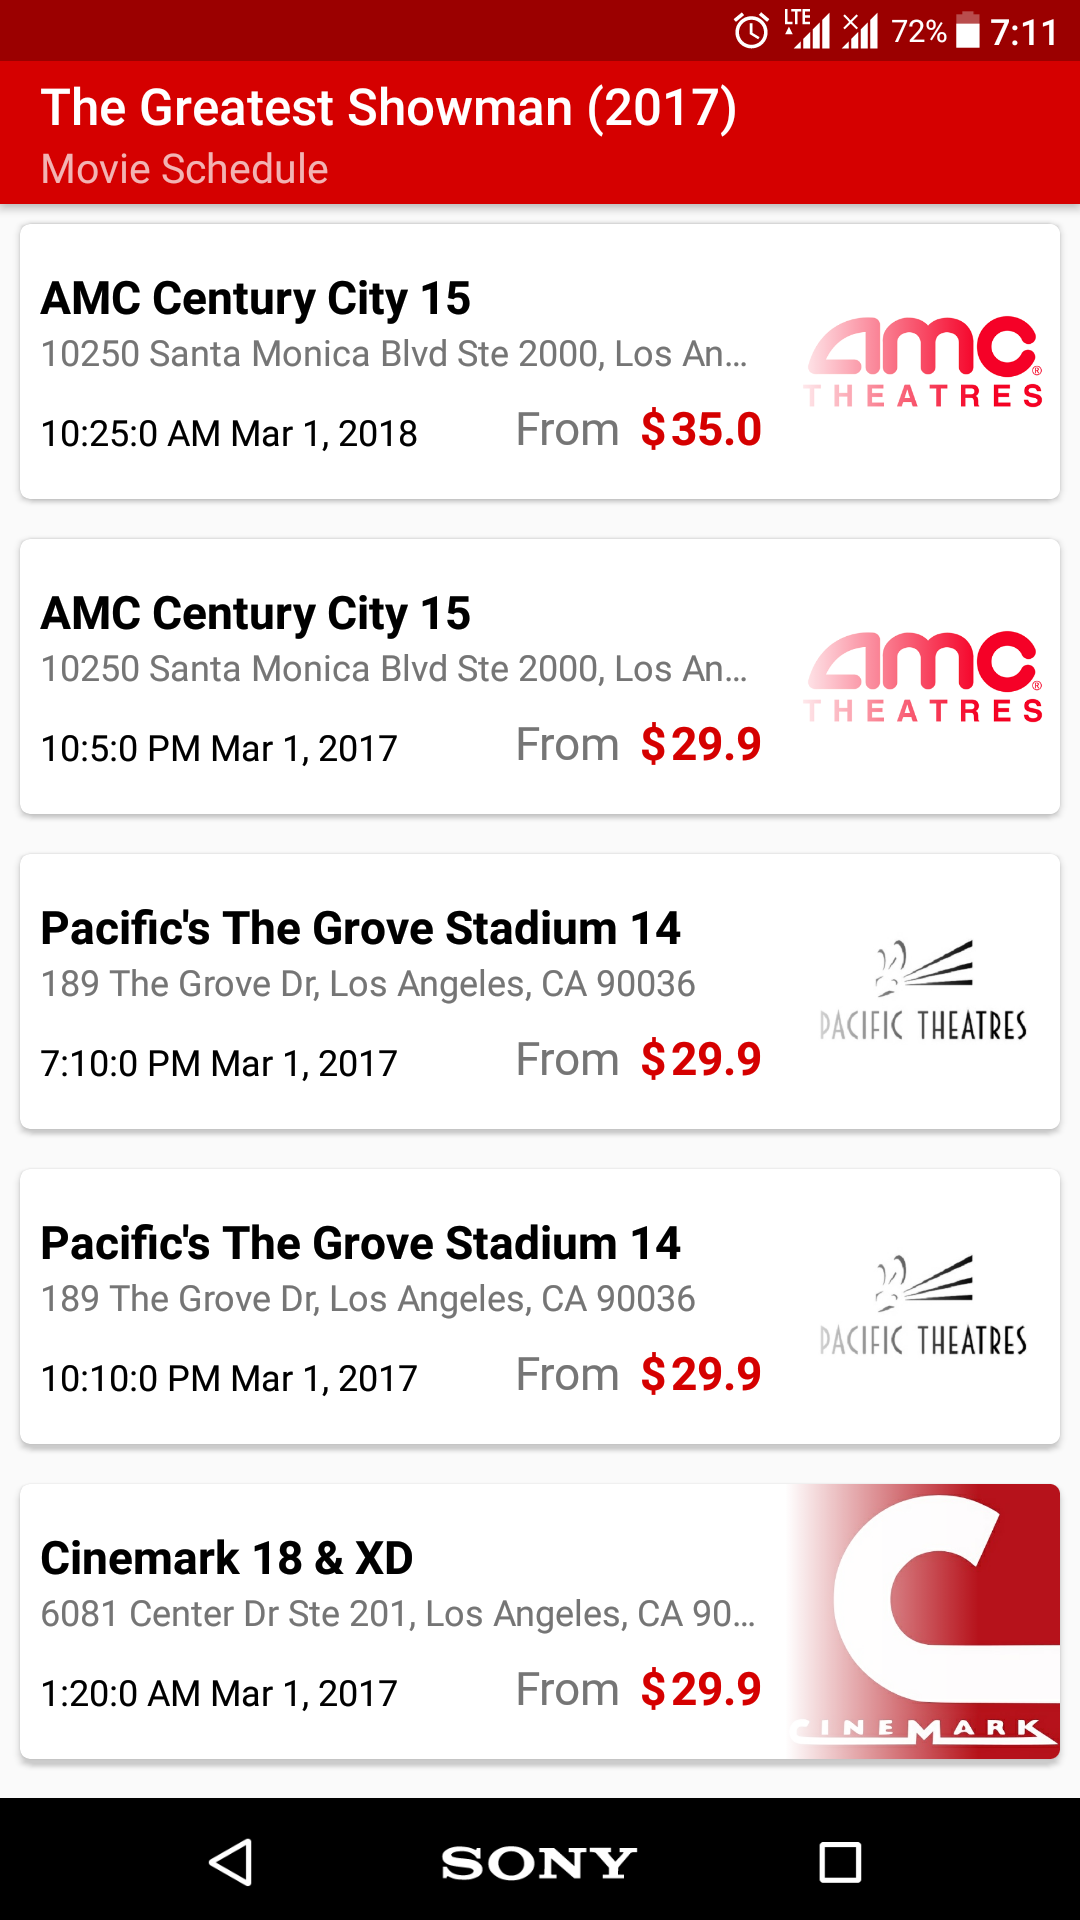 LTE 72% 7:11
The Greatest Showman (2017)
Movie Schedule
AMC Century City 15
10250 Santa Monica Blvd Ste 2000, Los An...
10:25:0 AM Mar 1, 2018 From $35.0
amc®
THEATRES
AMC Century City 15
10250 Santa Monica Blvd Ste 2000, Los An...
10:5:0 PM Mar 1, 2017 From $29.9
amc®
THEATRES
Pacific's The Grove Stadium 14
189 The Grove Dr, Los Angeles, CA 90036
7:10:0 PM Mar 1, 2017 From $29.9
PACIFIC THEATRES
Pacific's The Grove Stadium 14
189 The Grove Dr, Los Angeles, CA 90036
10:10:0 PM Mar 1, 2017 From $29.9
PACIFIC THEATRES
Cinemark 18 & XD
6081 Center Dr Ste 201, Los Angeles, CA 90...
1:20:0 AM Mar 1, 2017 From $29.9
CINEMARK
SONY